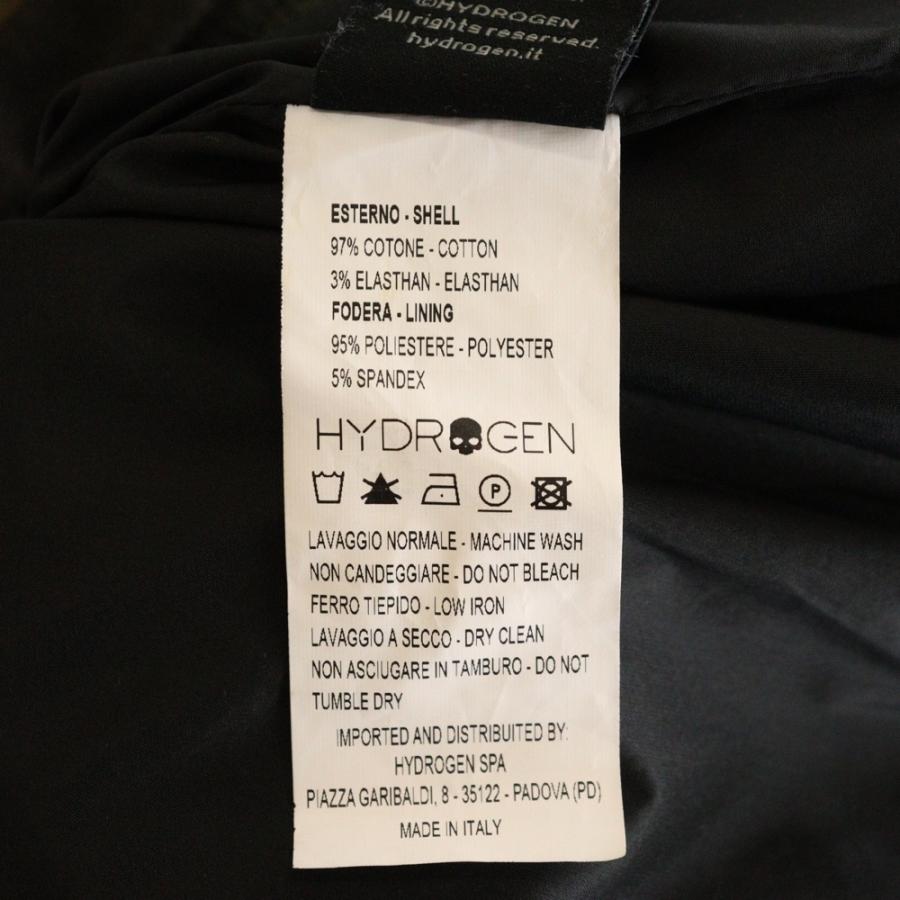 ©HYDROGEN
All rights reserved.
hydrogen.it
ESTERNO - SHELL
97% COTONE - COTTON
3% ELASTHAN - ELASTHAN
FODERA - LINING
95% POLIESTERE - POLYESTER
5% SPANDEX
HYDROGEN
P
LAVAGGIO NORMALE - MACHINE WASH
NON CANDEGGIARE - DO NOT BLEACH
FERRO TIEPIDO - LOW IRON
LAVAGGIO A SECCO - DRY CLEAN
NON ASCIUGARE IN TAMBURO - DO NOT
TUMBLE DRY
IMPORTED AND DISTRIBUITED BY:
HYDROGEN SPA
PIAZZA GARIBALDI, 8 - 35122 - PADOVA (PD)
MADE IN ITALY